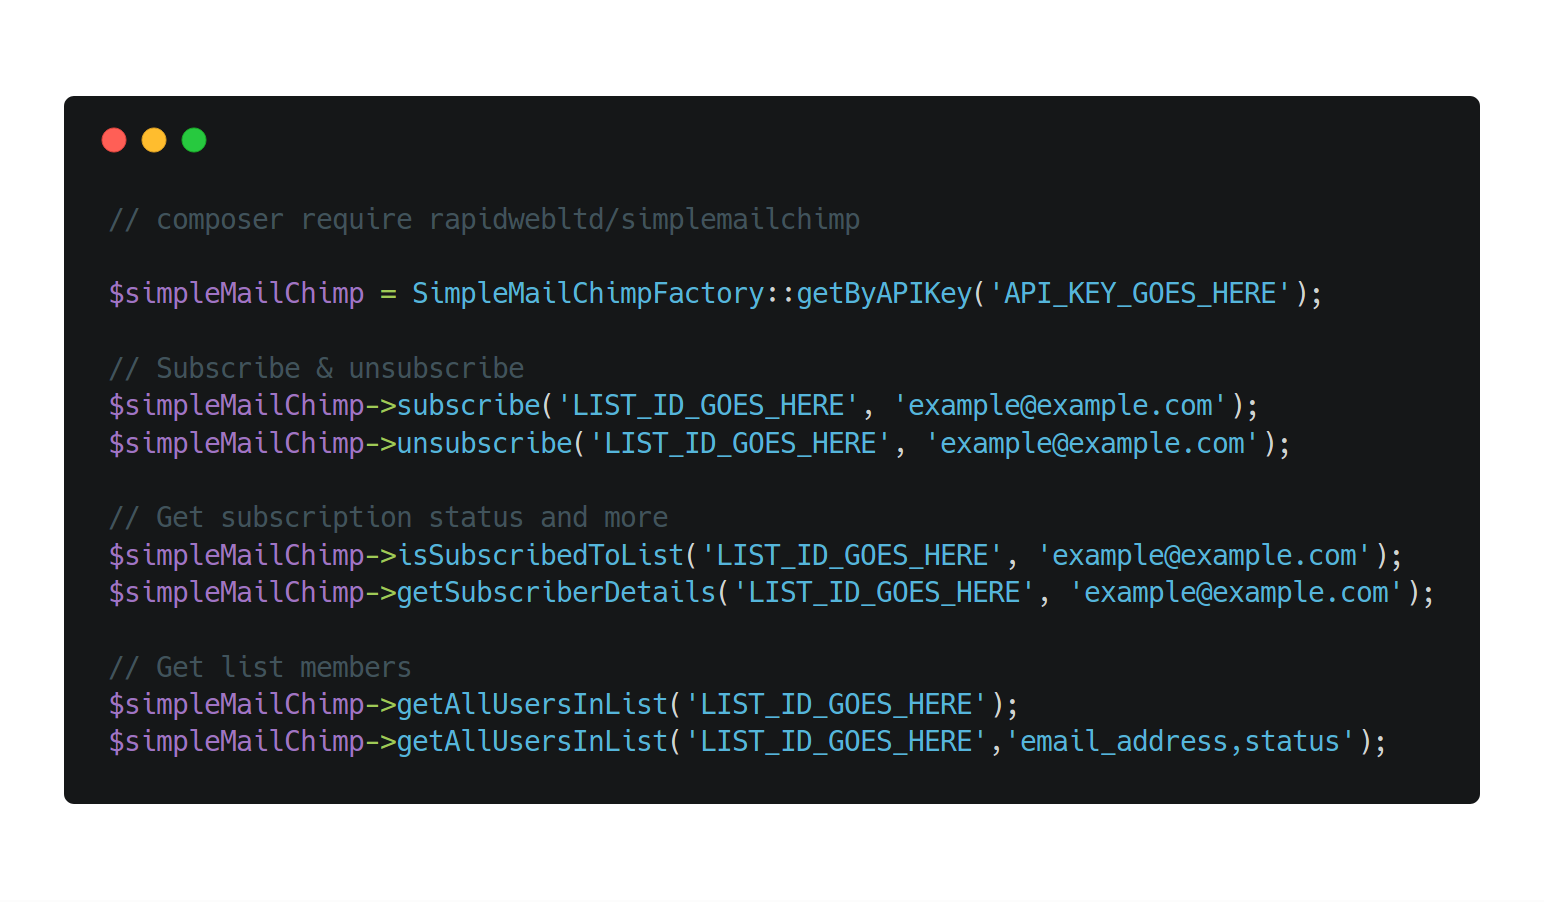 // composer require rapidwebltd/simplemailchimp
$simpleMailChimp = SimpleMailChimpFactory::getByAPIKey('API_KEY_GOES_HERE');
// Subscribe & unsubscribe
$simpleMailChimp->subscribe('LIST_ID_GOES_HERE', 'example@example.com');
$simpleMailChimp->unsubscribe('LIST_ID_GOES_HERE', 'example@example.com');
// Get subscription status and more
$simpleMailChimp->isSubscribedToList('LIST_ID_GOES_HERE', 'example@example.com');
$simpleMailChimp->getSubscriberDetails('LIST_ID_GOES_HERE', 'example@example.com');
// Get list members
$simpleMailChimp->getAllUsersInList('LIST_ID_GOES_HERE');
$simpleMailChimp->getAllUsersInList('LIST_ID_GOES_HERE','email_address,status');